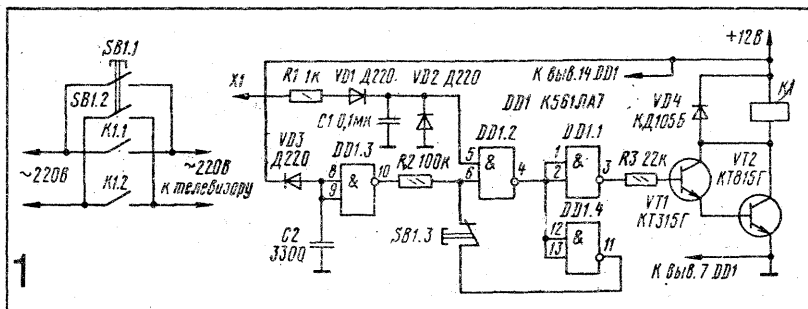 SB1.1
SB1.2
K1.1
K1.2
~220В
~220В
к телевизору
X1
R1 1к
VD1 Д220
VD2 Д220
C1 0,1мк
VD3
Д220
DD1.3
8
9
&
10
C2
3300
R2 100к
SB1.3
DD1 К561ЛА7
DD1.2
5
6
&
4
DD1.1
1
2
&
3
DD1.4
12
13
&
11
R3 22к
К выв.14 DD1
+12В
VD4
КД105Б
К1
VT2
КТ815Г
VT1
КТ315Г
К выв. 7 DD1
1